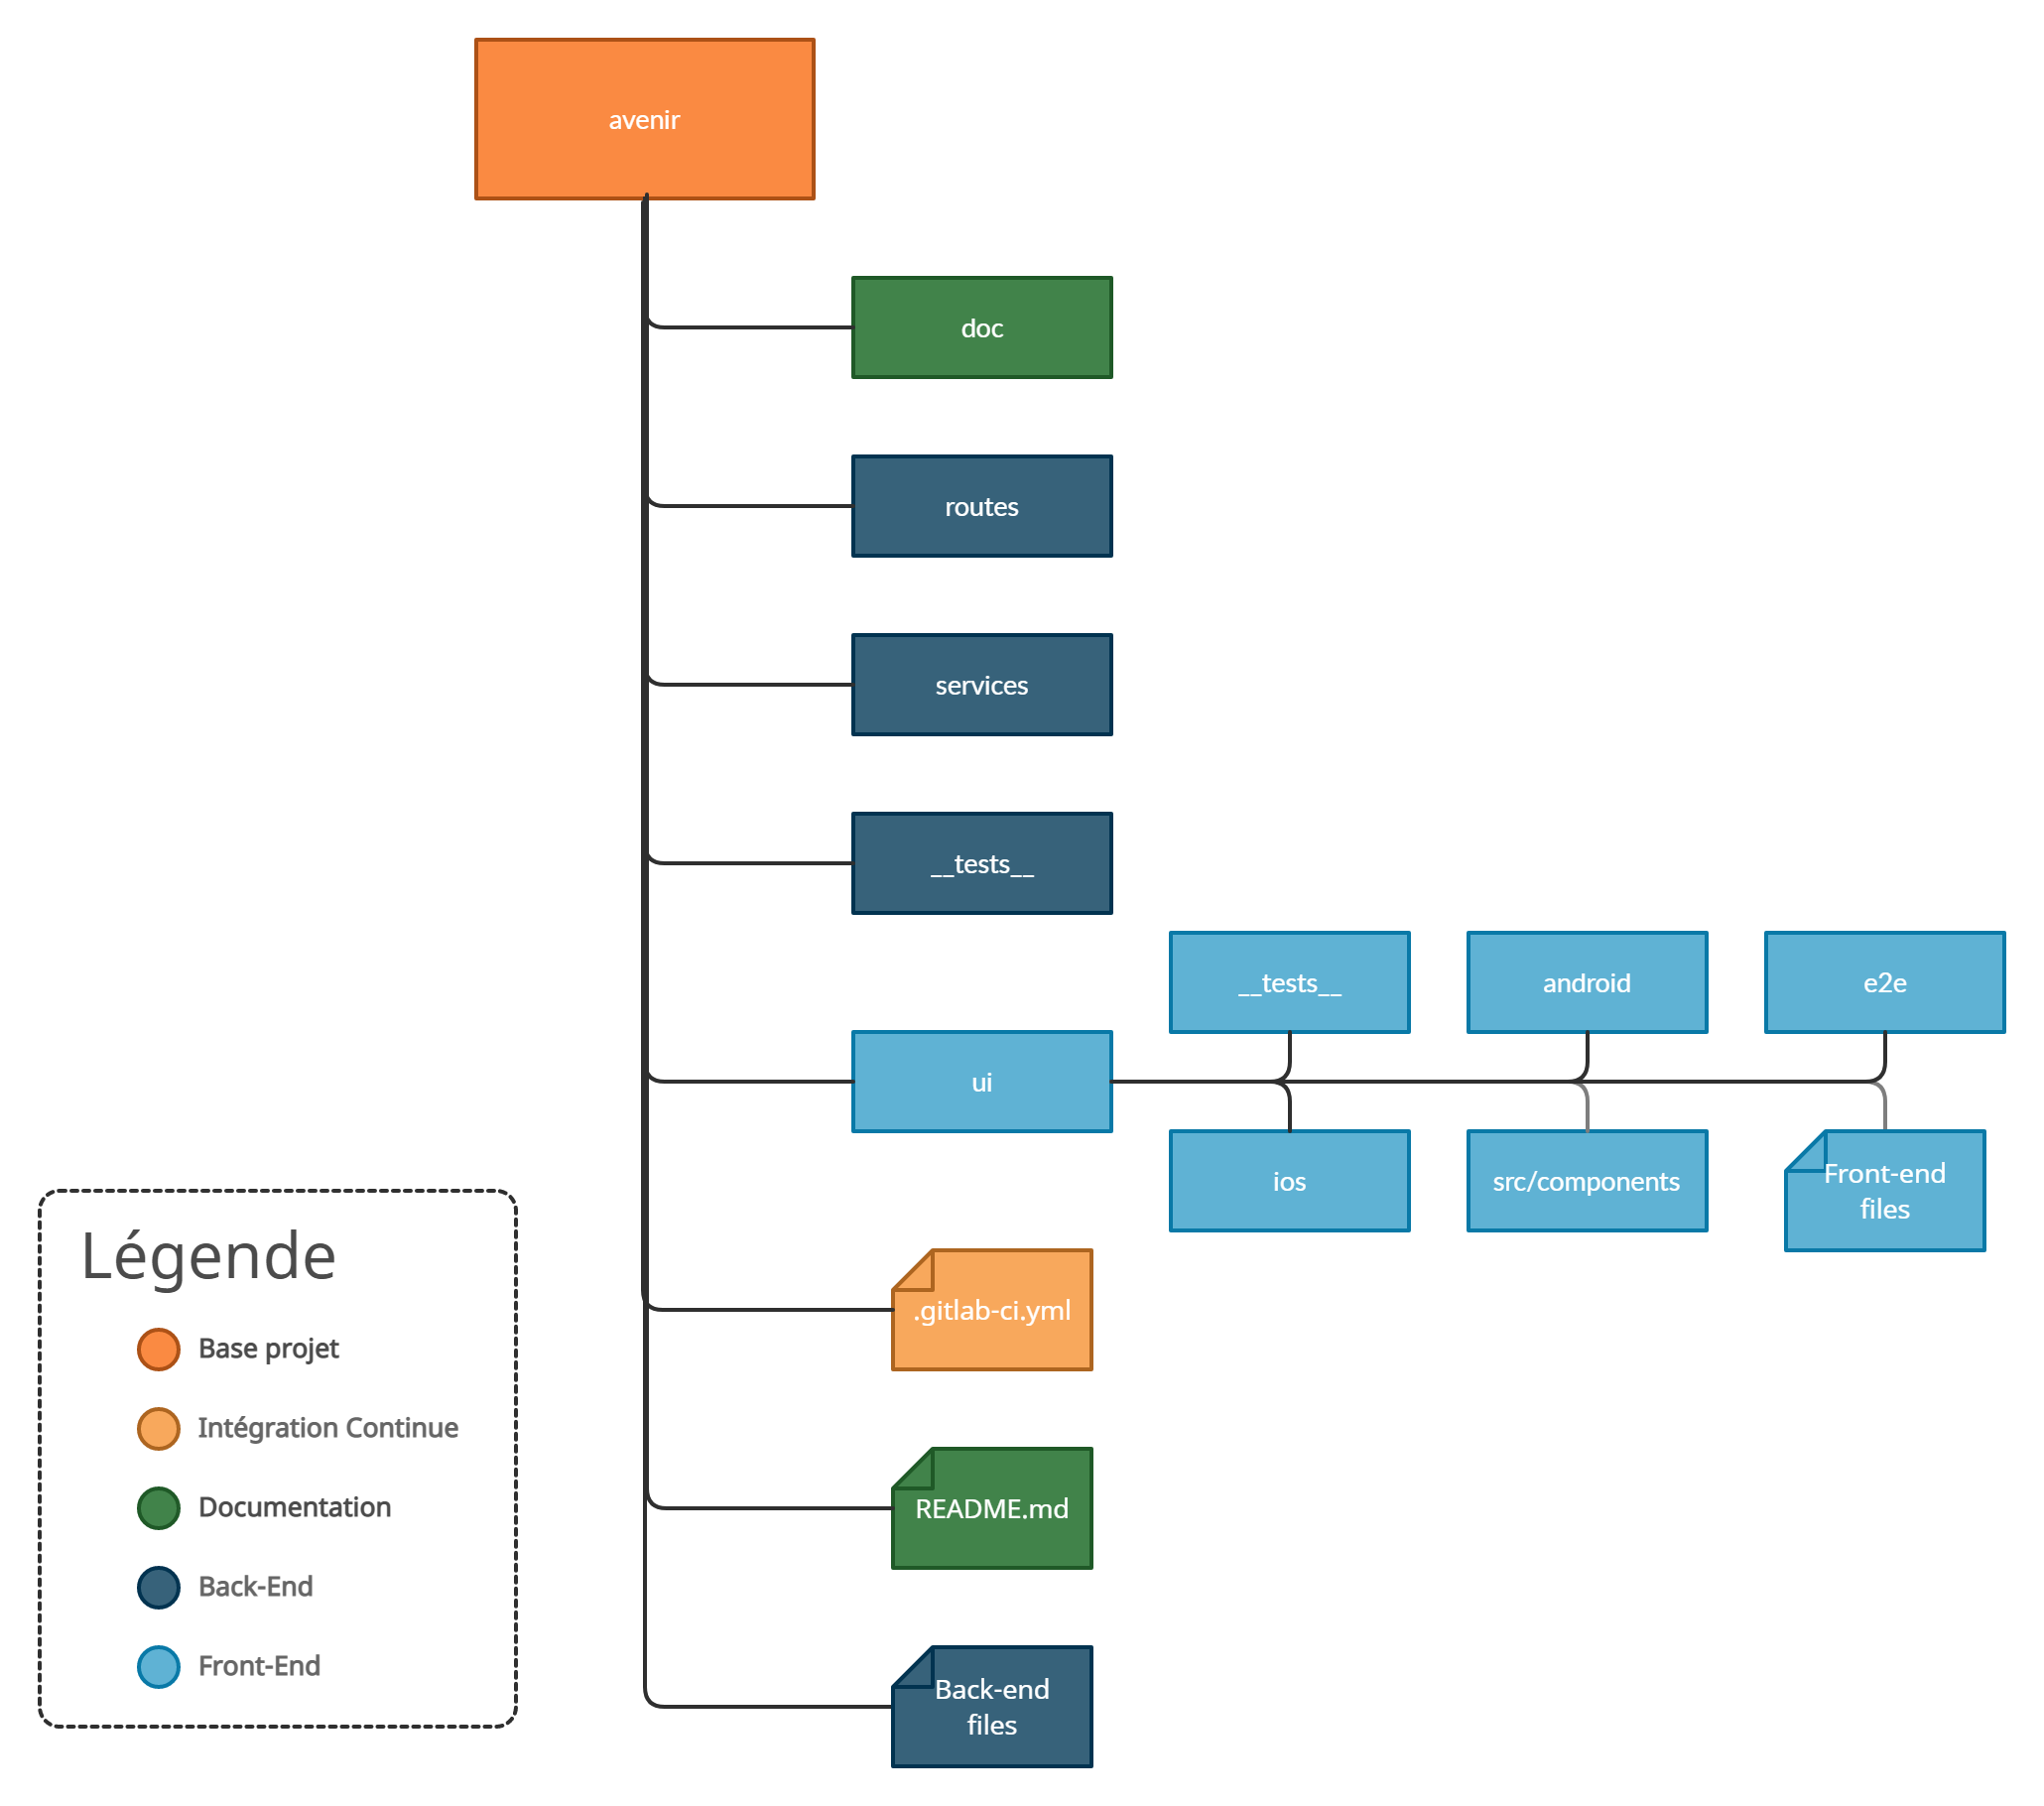 avenir
doc
routes
services
__tests__
__tests__
android
e2e
ui
ios
src/components
Front-end
files
.gitlab-ci.yml
README.md
Back-end
files
Légende
Base projet
Intégration Continue
Documentation
Back-End
Front-End